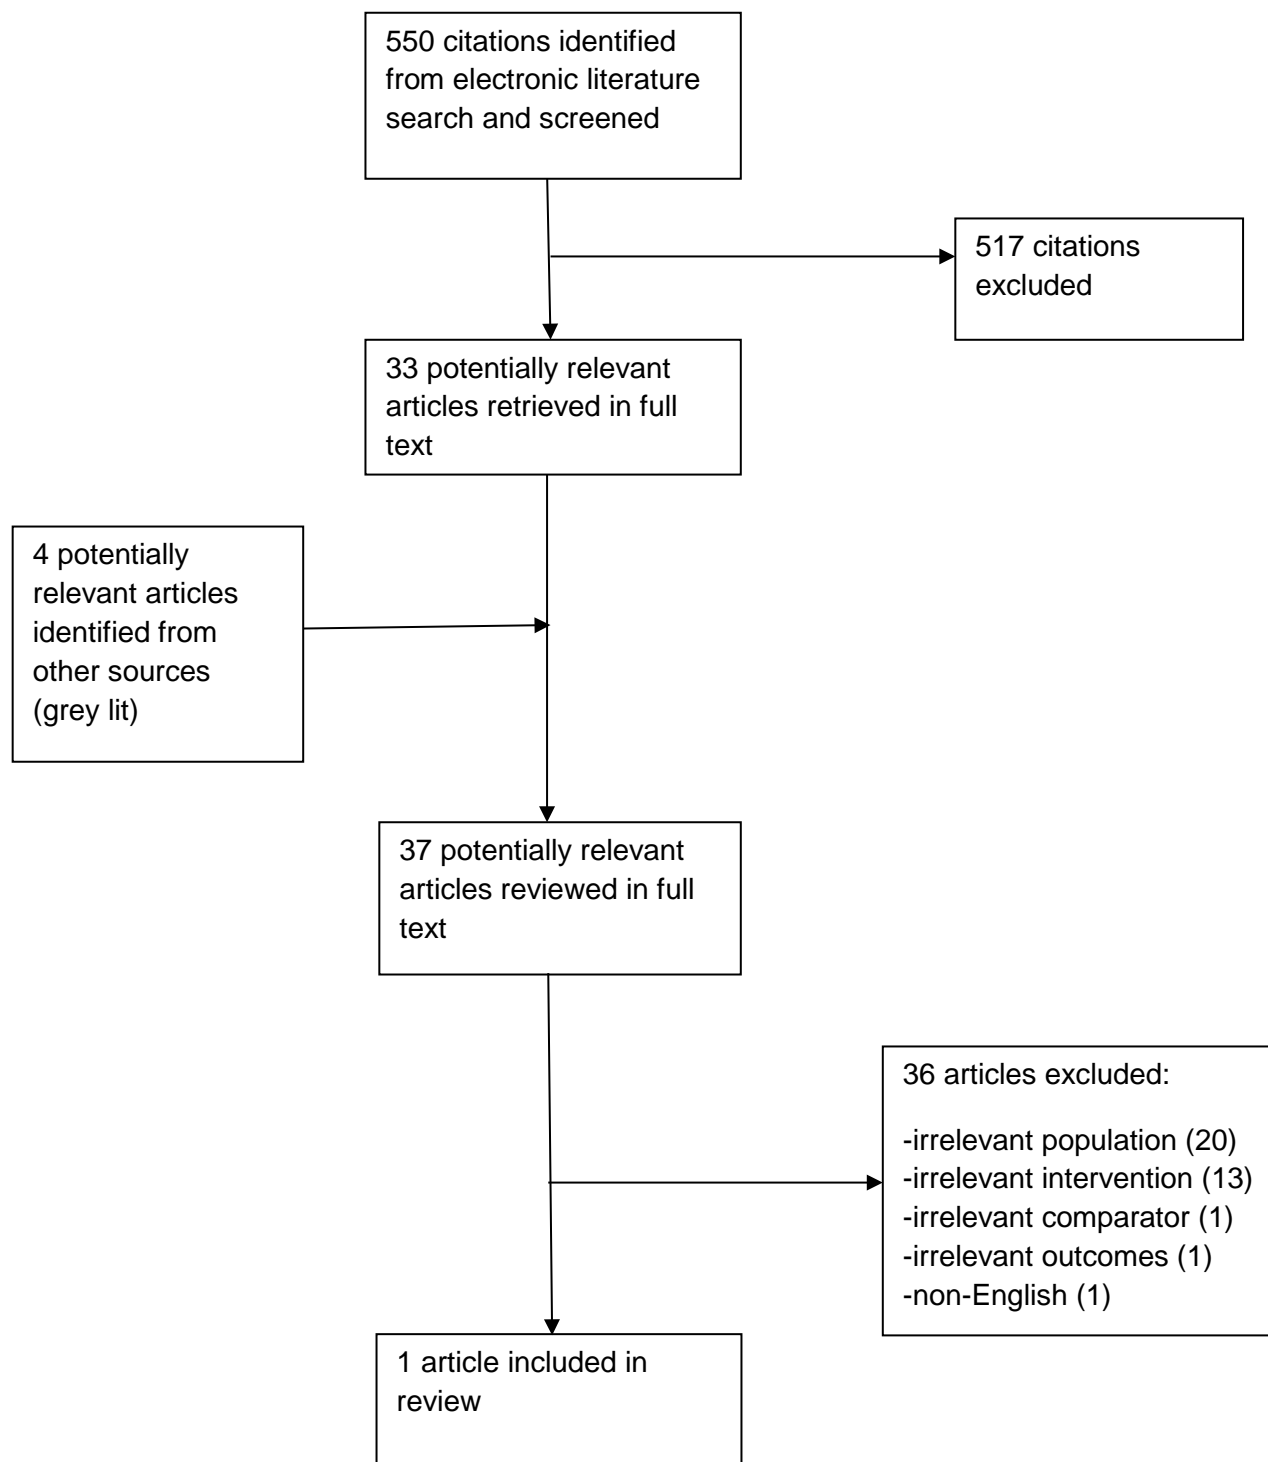 550 citations identified
from electronic literature
search and screened
517 citations
excluded
33 potentially relevant
articles retrieved in full
text
4 potentially
relevant articles
identified from
other sources
(grey lit)
37 potentially relevant
articles reviewed in full
text
36 articles excluded:
-irrelevant population (20)
-irrelevant intervention (13)
-irrelevant comparator (1)
-irrelevant outcomes (1)
-non-English (1)
1 article included in
review